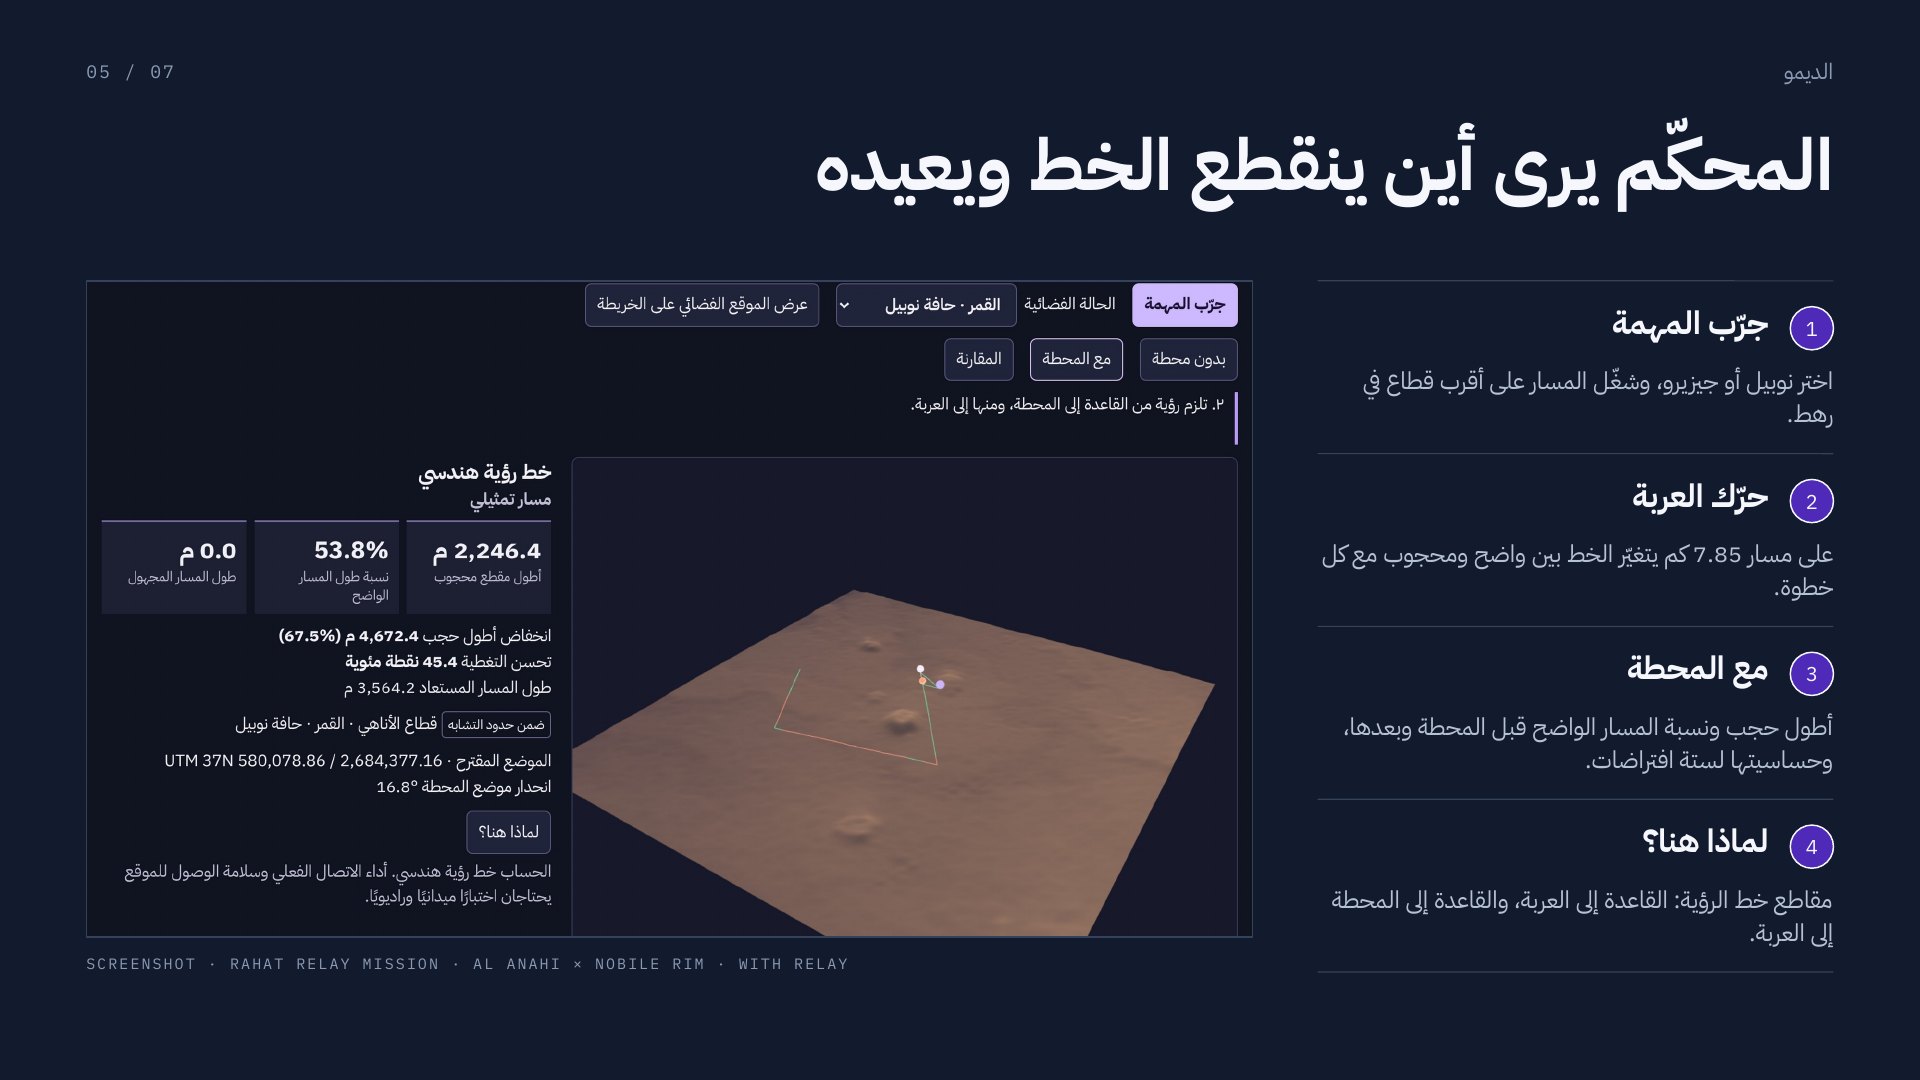 الديمو
05 / 07
المحكّم يرى أين ينقطع الخط ويعيده
1
جرّب المهمة
اختر نوبيل أو جيزيرو، وشغّل المسار على أقرب قطاع في
رهط.
2
حرّك العربة
على مسار 7.85 كم يتغيّر الخط بين واضح ومحجوب مع كل
خطوة.
3
مع المحطة
أطول حجب ونسبة المسار الواضح قبل المحطة وبعدها،
وحساسيتها لستة افتراضات.
4
لماذا هنا؟
مقاطع خط الرؤية: القاعدة إلى العربة، والقاعدة إلى المحطة
إلى العربة.
جرّب المهمة
الحالة الفضائية
القمر · حافة نوبيل
عرض الموقع الفضائي على الخريطة
بدون محطة
مع المحطة
المقارنة
٢. تلزم رؤية من القاعدة إلى المحطة، ومنها إلى العربة.
خط رؤية هندسي
مسار تمثيلي
2,246.4 م
أطول مقطع محجوب
53.8%
نسبة طول المسار
الواضح
0.0 م
طول المسار المجهول
انخفاض أطول حجب 4,672.4 م (67.5%)
تحسن التغطية 45.4 نقطة مئوية
طول المسار المستعاد 3,564.2 م
ضمن حدود التشابه قطاع الأناهي · القمر · حافة نوبيل
الموضع المقترح · UTM 37N 580,078.86 / 2,684,377.16
انحدار موضع المحطة 16.8°
لماذا هنا؟
الحساب خط رؤية هندسي. أداء الاتصال الفعلي وسلامة الوصول للموقع
يحتاجان اختبارًا ميدانيًا وراديويًا.
SCREENSHOT · RAHAT RELAY MISSION · AL ANAHI × NOBILE RIM · WITH RELAY